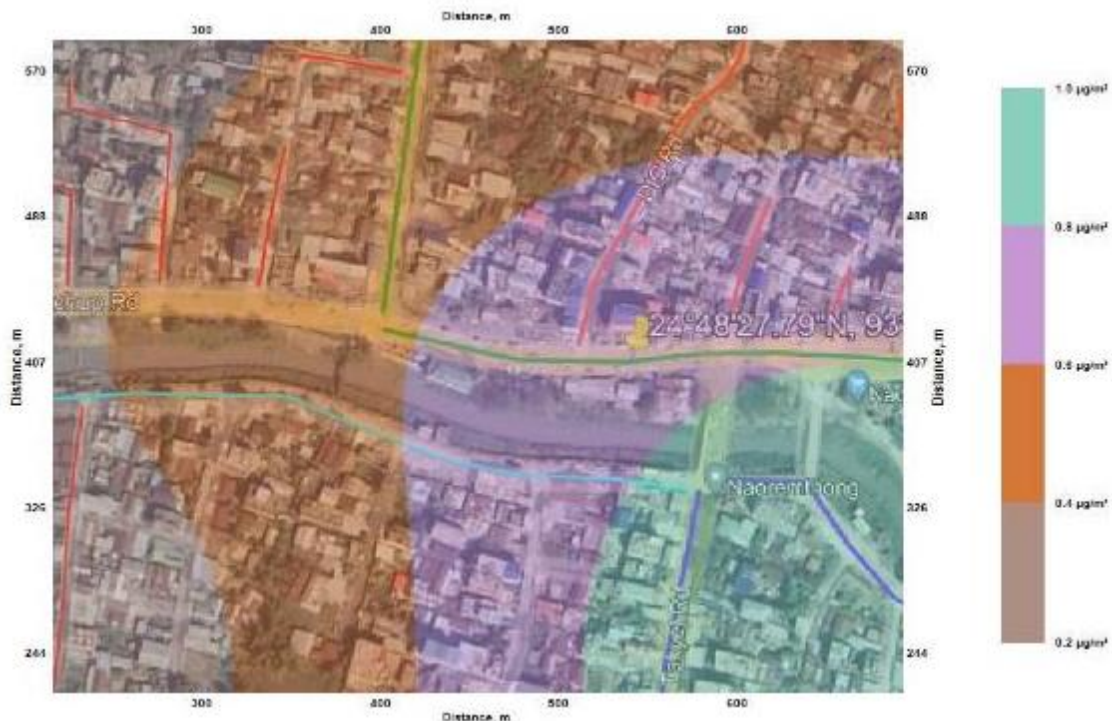 Distance, m
300 400 500 600
570 570
1.0 µg/m³
DIC Rd
488 488
0.8 µg/m³
24°48'27.79"N, 93
407 407
0.6 µg/m³
Distance, m
Distance, m
Naoremthong
0.4 µg/m³
326 326
0.2 µg/m³
244 244
300 400 500 600
Distance, m